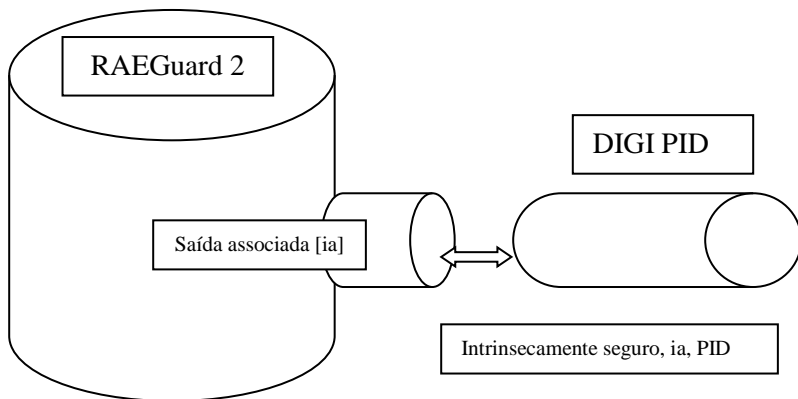 RAEGuard 2
DIGI PID
Saída associada [ia]
Intrinsecamente seguro, ia, PID